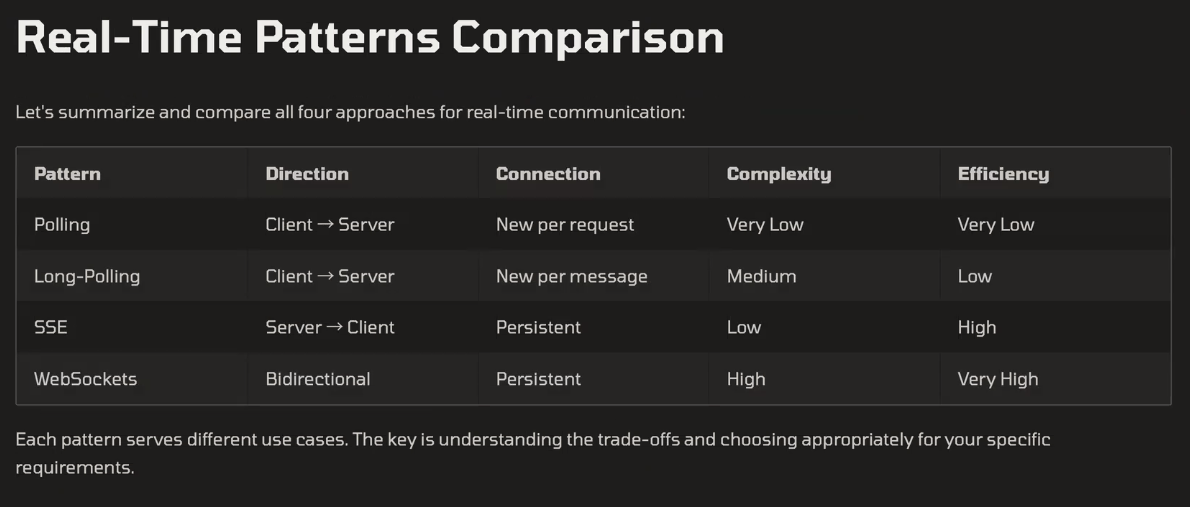 Real-Time Patterns Comparison
Let's summarize and compare all four approaches for real-time communication:
Pattern Direction Connection Complexity Efficiency
Polling Client → Server New per request Very Low Very Low
Long-Polling Client → Server New per message Medium Low
SSE Server → Client Persistent Low High
WebSockets Bidirectional Persistent High Very High
Each pattern serves different use cases. The key is understanding the trade-offs and choosing appropriately for your specific
requirements.